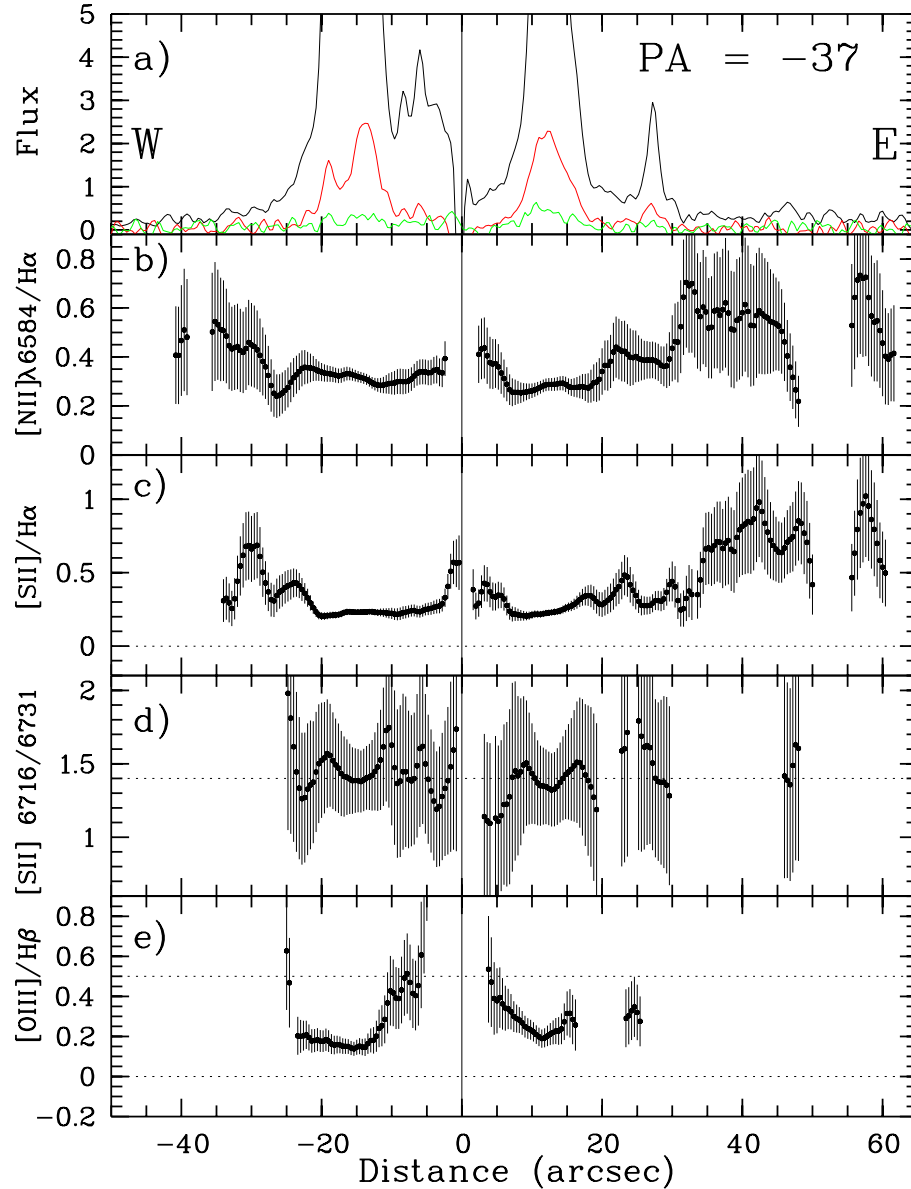 a)
PA = -37
W
E
Flux
5
4
3
2
1
0
b)
[NII]λ6584/Hα
0.8
0.6
0.4
0.2
0
c)
[SII]/Hα
1
0.5
0
d)
[SII] 6716/6731
2
1.5
1
e)
[OIII]/Hβ
0.8
0.6
0.4
0.2
0
−0.2
−40 −20 0 20 40 60
Distance (arcsec)